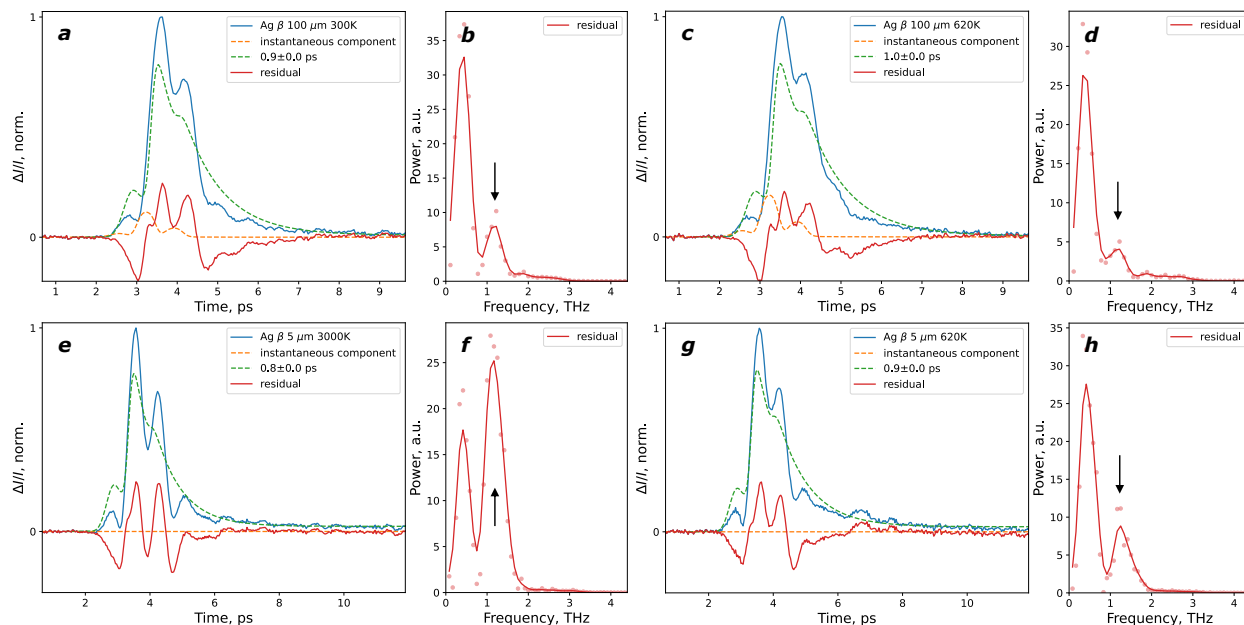 a
ΔI/I, norm.
1
0
Ag β 100 μm 300K
instantaneous component
0.9±0.0 ps
residual
1 2 3 4 5 6 7 8 9
Time, ps
b
Power, a.u.
residual
35
30
25
20
15
10
5
0
0 1 2 3 4
Frequency, THz
c
ΔI/I, norm.
1
0
Ag β 100 μm 620K
instantaneous component
1.0±0.0 ps
residual
1 2 3 4 5 6 7 8 9
Time, ps
d
Power, a.u.
residual
30
25
20
15
10
5
0
0 1 2 3 4
Frequency, THz
e
ΔI/I, norm.
1
0
Ag β 5 μm 3000K
instantaneous component
0.8±0.0 ps
residual
2 4 6 8 10
Time, ps
f
Power, a.u.
residual
25
20
15
10
5
0
0 1 2 3 4
Frequency, THz
g
ΔI/I, norm.
1
0
Ag β 5 μm 620K
instantaneous component
0.9±0.0 ps
residual
2 4 6 8 10
Time, ps
h
Power, a.u.
residual
35
30
25
20
15
10
5
0
0 1 2 3 4
Frequency, THz